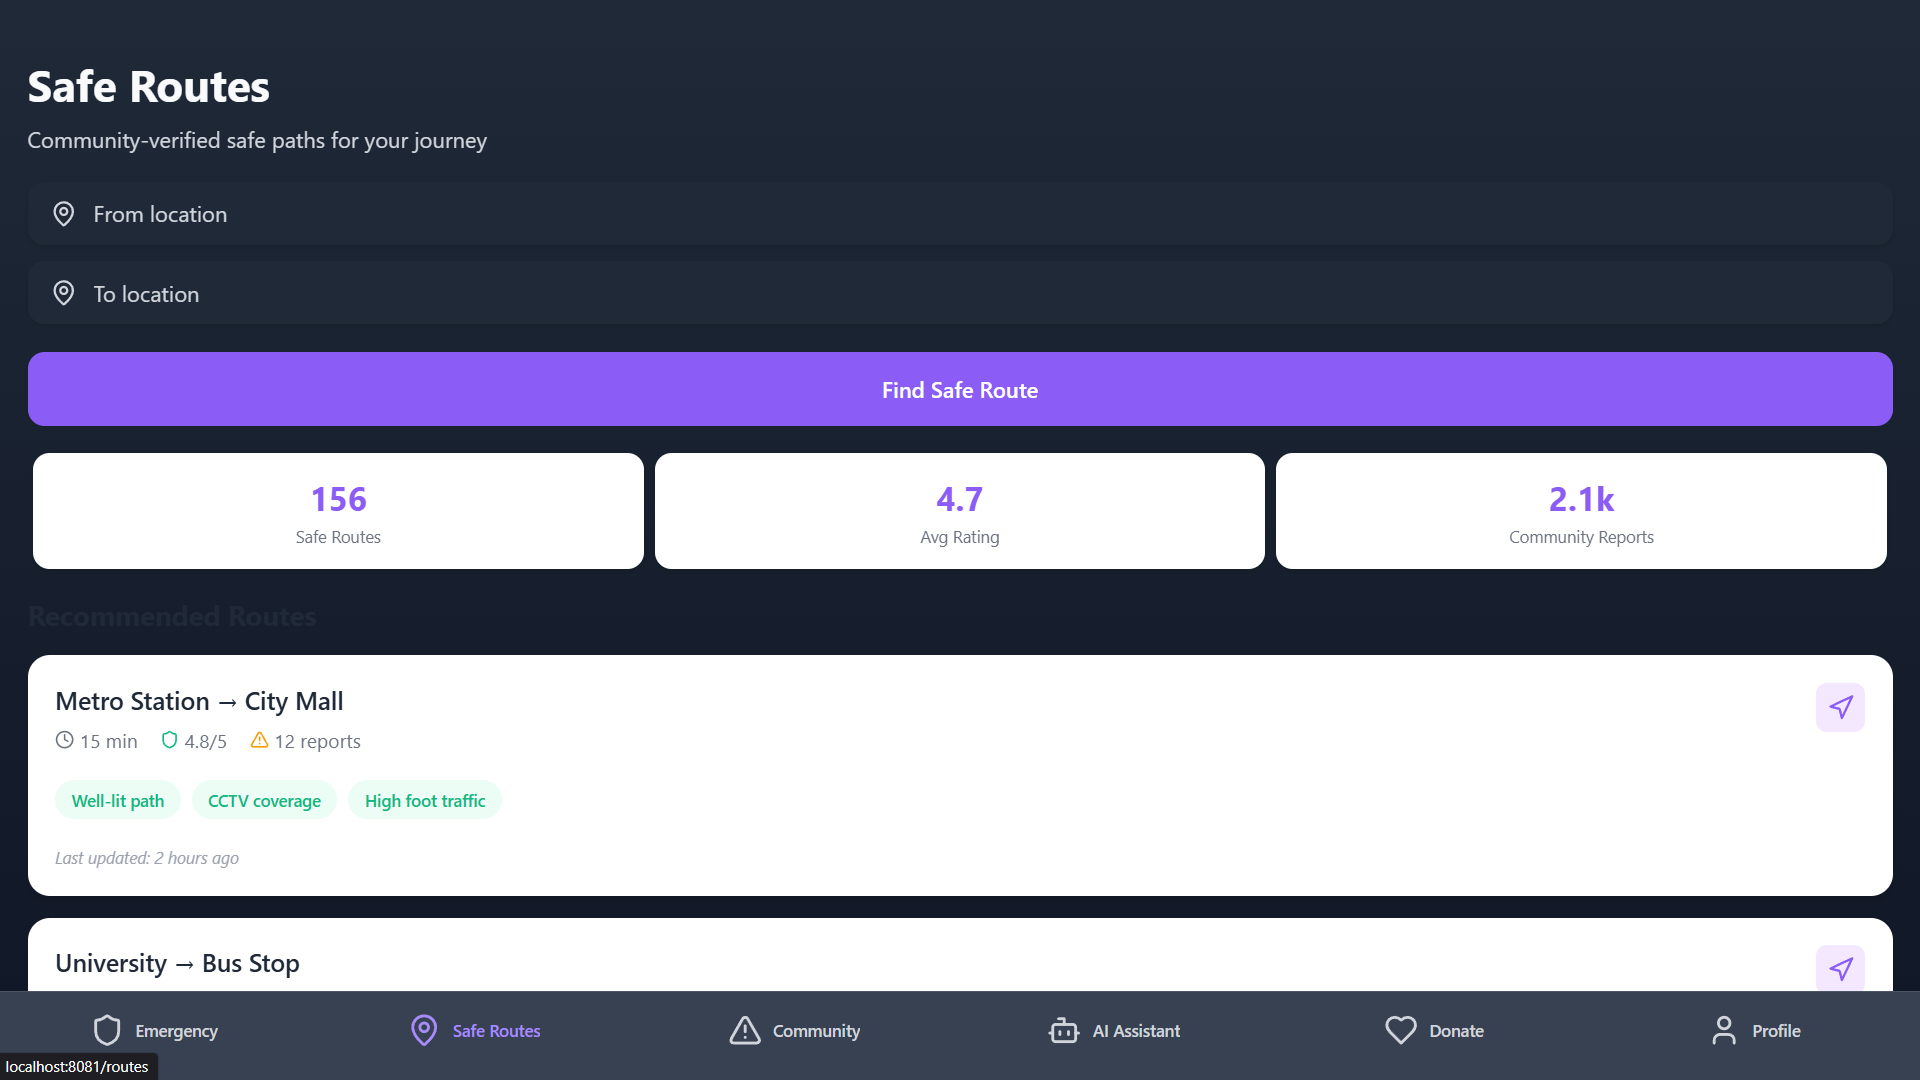 Safe Routes
Community-verified safe paths for your journey
From location
To location
Find Safe Route
156
Safe Routes
4.7
Avg Rating
2.1k
Community Reports
Recommended Routes
Metro Station → City Mall
15 min 4.8/5 12 reports
Well-lit path CCTV coverage High foot traffic
Last updated: 2 hours ago
University → Bus Stop
Emergency Safe Routes Community AI Assistant Donate Profile
localhost:8081/routes